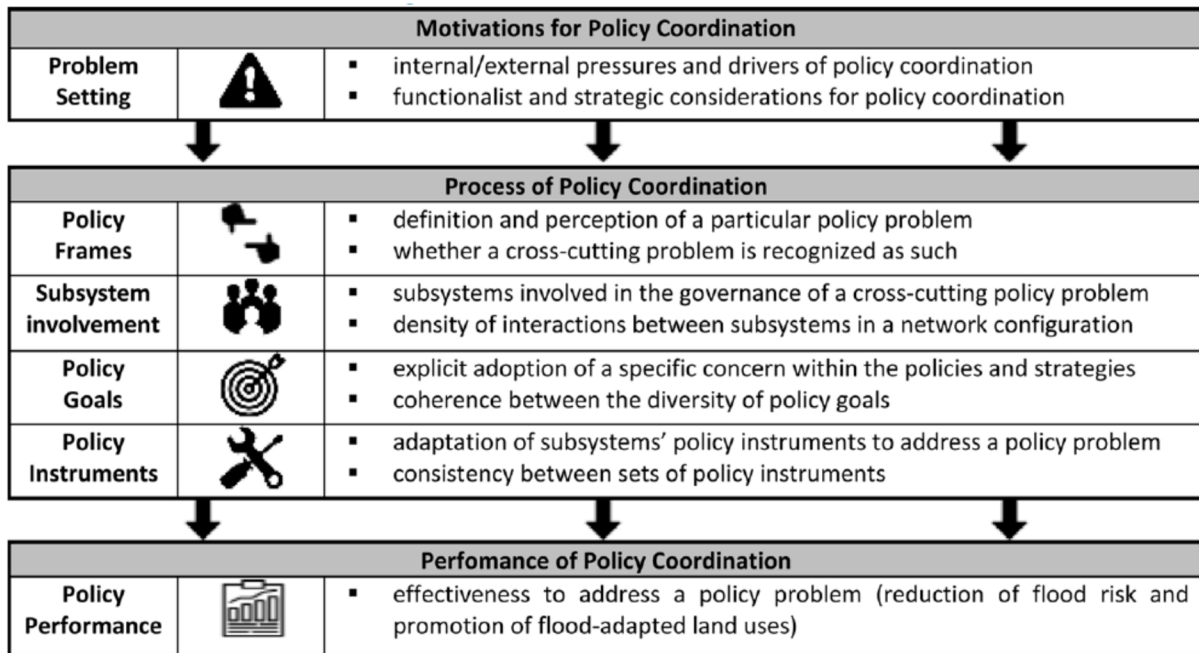 Motivations for Policy Coordination
Problem
Setting
▪ internal/external pressures and drivers of policy coordination
▪ functionalist and strategic considerations for policy coordination
Process of Policy Coordination
Policy
Frames
▪ definition and perception of a particular policy problem
▪ whether a cross-cutting problem is recognized as such
Subsystem
involvement
▪ subsystems involved in the governance of a cross-cutting policy problem
▪ density of interactions between subsystems in a network configuration
Policy
Goals
▪ explicit adoption of a specific concern within the policies and strategies
▪ coherence between the diversity of policy goals
Policy
Instruments
▪ adaptation of subsystems’ policy instruments to address a policy problem
▪ consistency between sets of policy instruments
Perfomance of Policy Coordination
Policy
Performance
▪ effectiveness to address a policy problem (reduction of flood risk and
promotion of flood-adapted land uses)